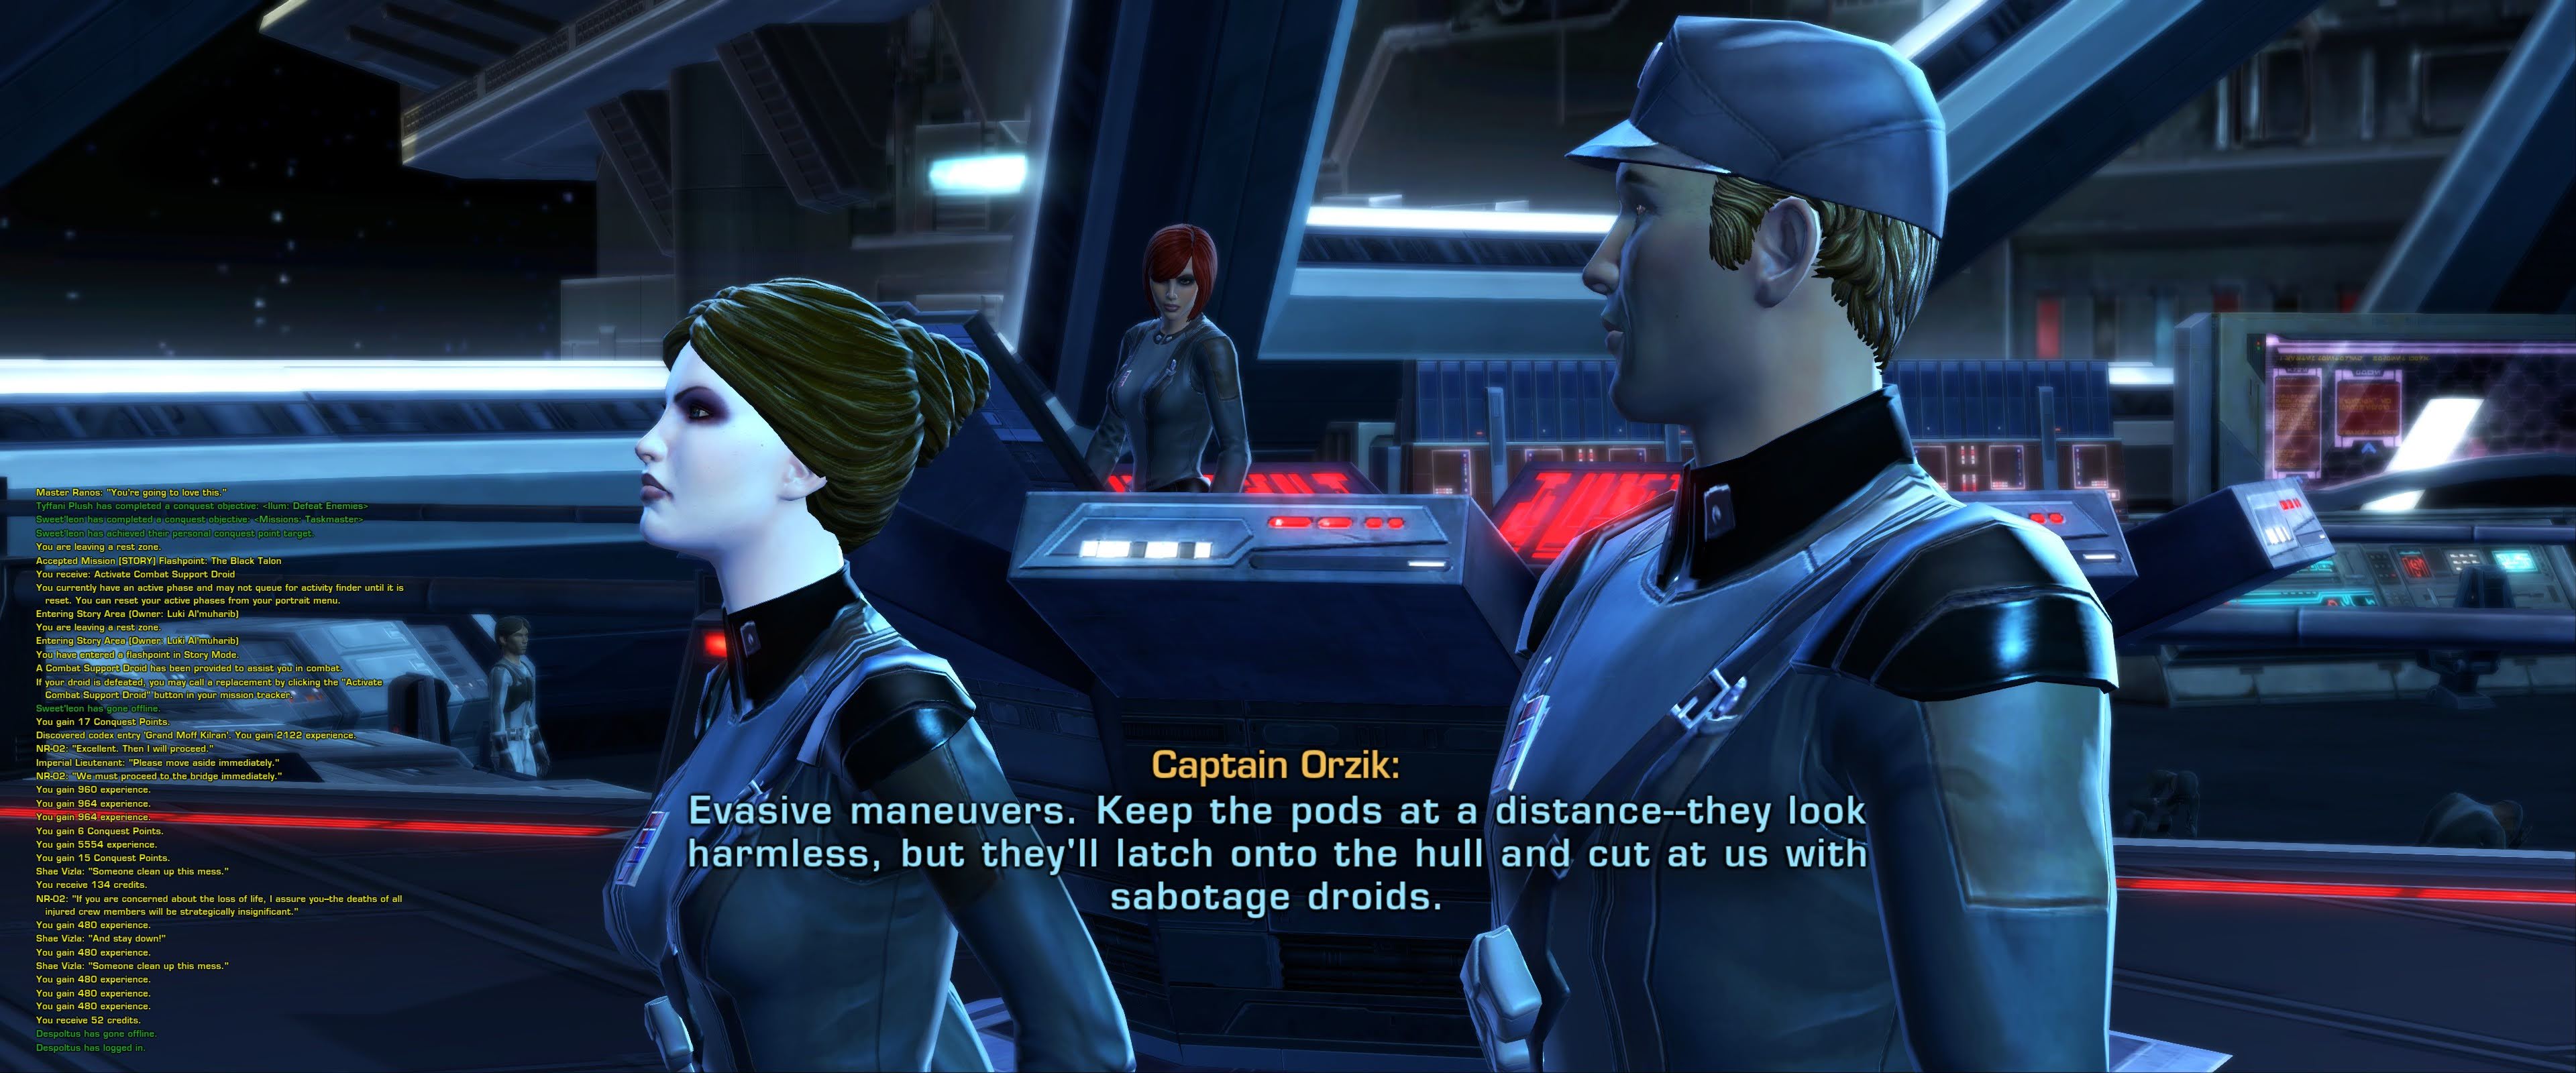 Master Ranos: "You're going to love this."
Tyffani Plush has completed a conquest objective: <Ilum: Defeat Enemies>
Sweet'leon has completed a conquest objective: <Missions: Taskmaster>
Sweet'leon has achieved their personal conquest point target.
You are leaving a rest zone.
Accepted Mission [STORY] Flashpoint: The Black Talon
You receive: Activate Combat Support Droid
You currently have an active phase and may not queue for activity finder until it is
reset. You can reset your active phases from your portrait menu.
Entering Story Area (Owner: Luki Al'muharib)
You are leaving a rest zone.
Entering Story Area (Owner: Luki Al'muharib)
You have entered a flashpoint in Story Mode.
A Combat Support Droid has been provided to assist you in combat.
If your droid is defeated, you may call a replacement by clicking the "Activate
Combat Support Droid" button in your mission tracker.
Sweet'leon has gone offline.
You gain 17 Conquest Points.
Discovered codex entry 'Grand Moff Kilran'. You gain 2122 experience.
NR-02: "Excellent. Then I will proceed."
Imperial Lieutenant: "Please move aside immediately."
NR-02: "We must proceed to the bridge immediately."
You gain 960 experience.
You gain 964 experience.
You gain 964 experience.
You gain 6 Conquest Points.
You gain 5554 experience.
You gain 15 Conquest Points.
Shae Vizla: "Someone clean up this mess."
You receive 134 credits.
NR-02: "If you are concerned about the loss of life, I assure you--the deaths of all
injured crew members will be strategically insignificant."
You gain 480 experience.
Shae Vizla: "And stay down!"
You gain 480 experience.
Shae Vizla: "Someone clean up this mess."
You gain 480 experience.
You gain 480 experience.
You gain 480 experience.
You receive 52 credits.
Despoltus has gone offline.
Despoltus has logged in.
Captain Orzik:
Evasive maneuvers. Keep the pods at a distance--they look
harmless, but they'll latch onto the hull and cut at us with
sabotage droids.